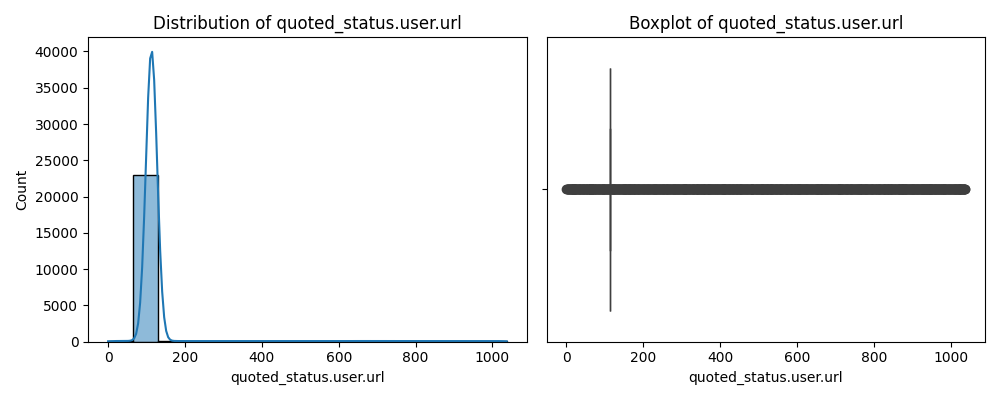 Distribution of quoted_status.user.url
Boxplot of quoted_status.user.url
Count
40000
35000
30000
25000
20000
15000
10000
5000
0
0 200 400 600 800 1000
quoted_status.user.url
0 200 400 600 800 1000
quoted_status.user.url